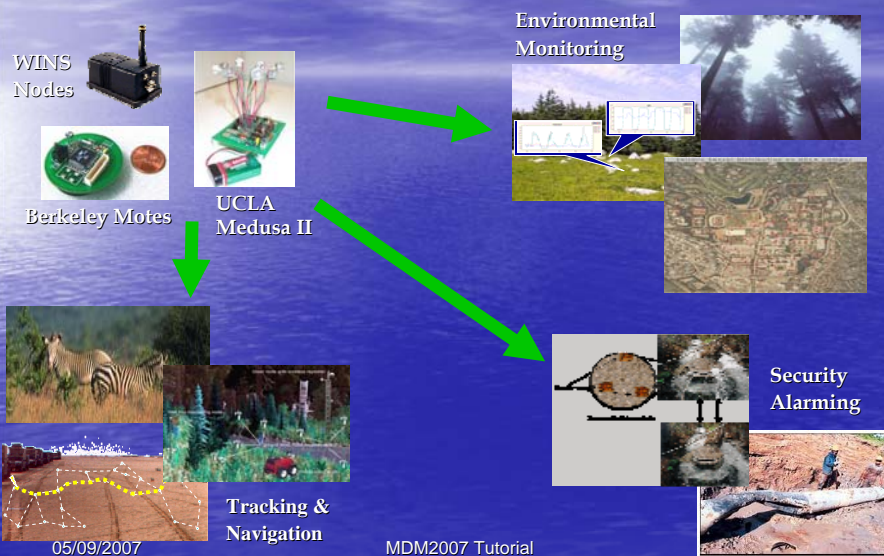 Environmental
Monitoring
WINS
Nodes
Berkeley Motes
UCLA
Medusa II
Security
Alarming
Tracking &
Navigation
05/09/2007
MDM2007 Tutorial